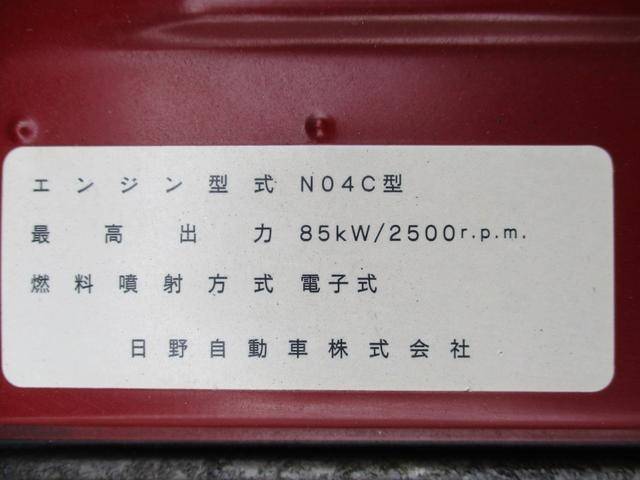 エンジン型式 N04C型
最高出力 85kW/2500r.p.m.
燃料噴射方式 電子式
日野自動車株式会社